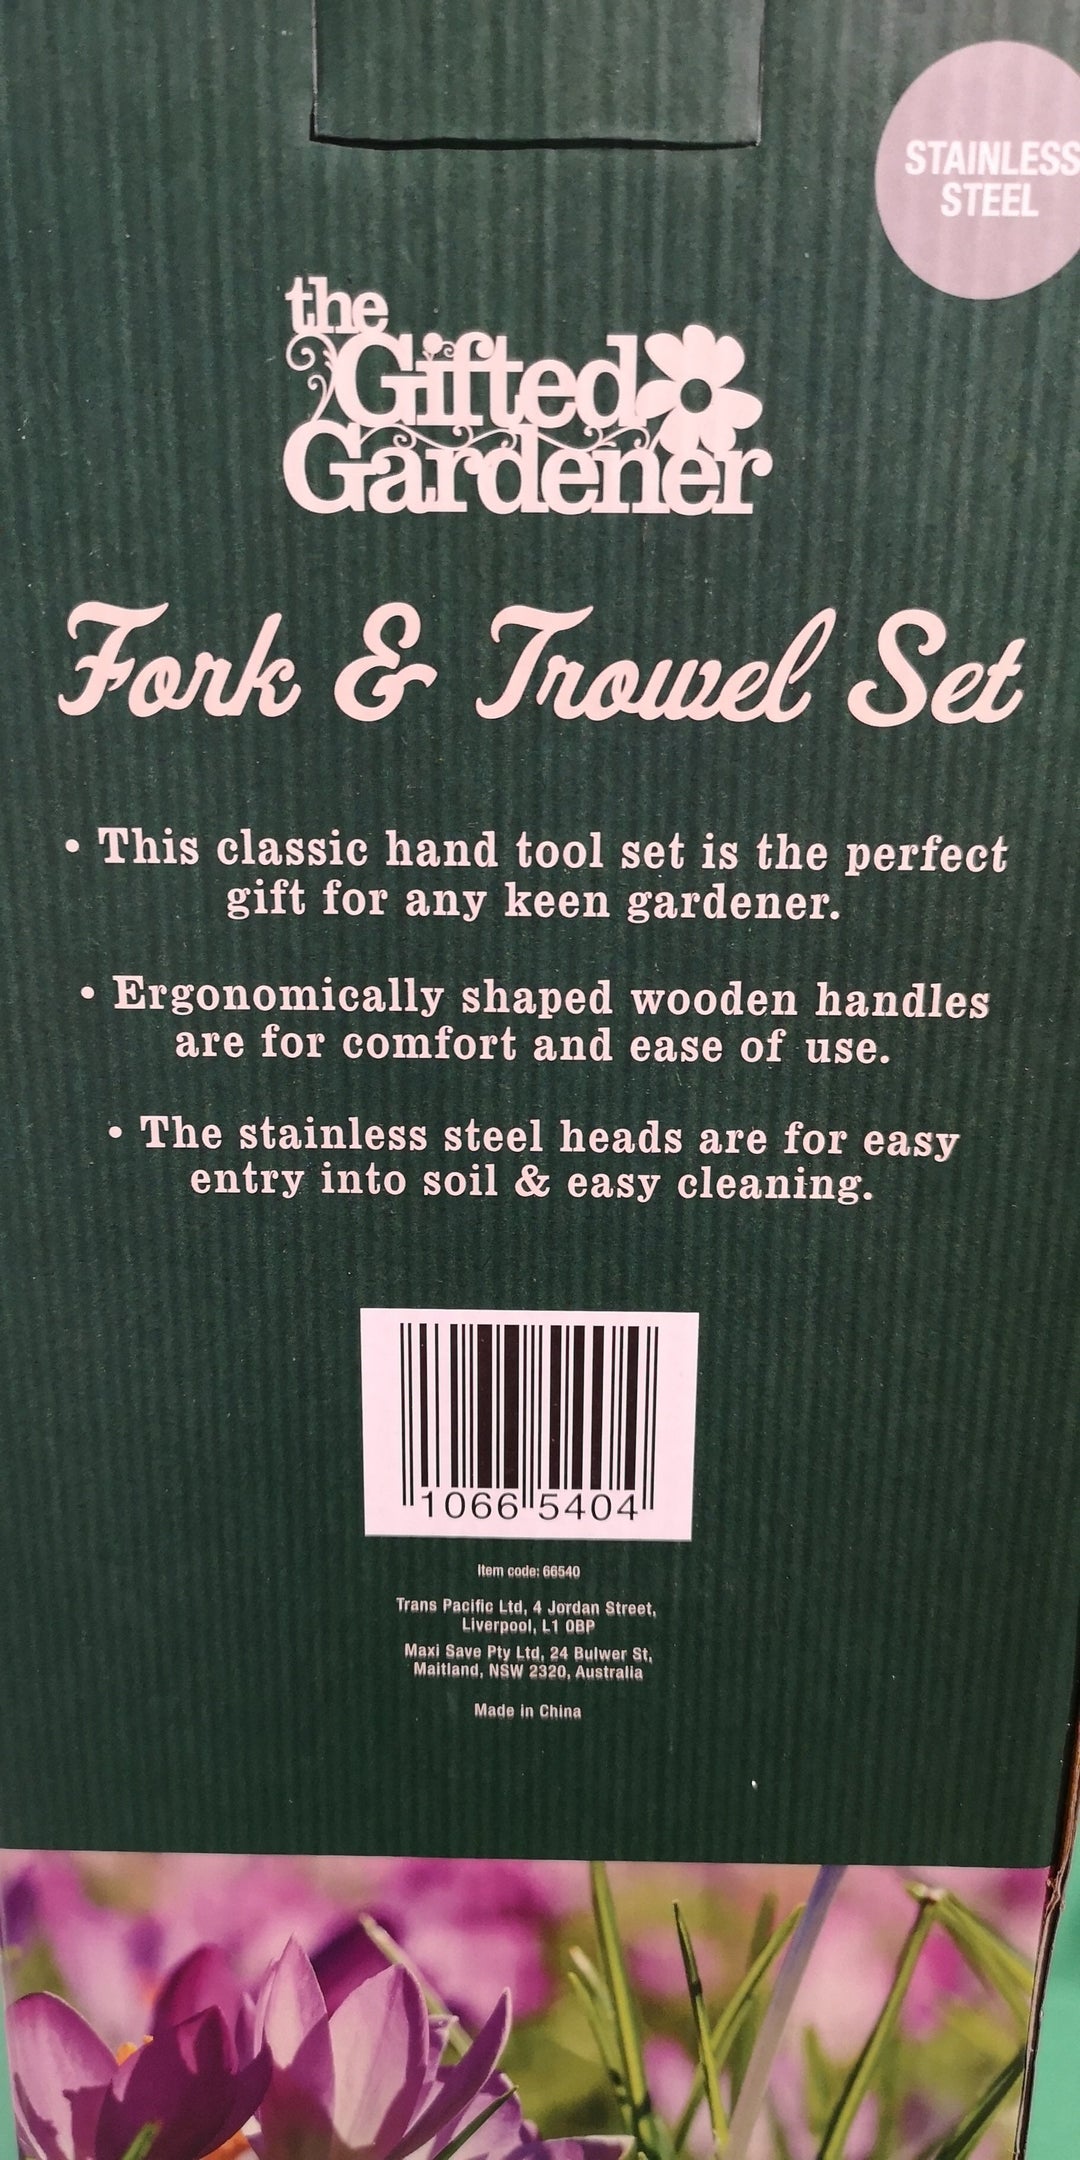 STAINLESS
STEEL
the
Gifted
Gardener
Fork & Trowel Set
• This classic hand tool set is the perfect
gift for any keen gardener.
• Ergonomically shaped wooden handles
are for comfort and ease of use.
• The stainless steel heads are for easy
entry into soil & easy cleaning.
1066 5404
Item code: 66540
Trans Pacific Ltd, 4 Jordan Street,
Liverpool, L1 0BP
Maxi Save Pty Ltd, 24 Bulwer St,
Maitland, NSW 2320, Australia
Made in China